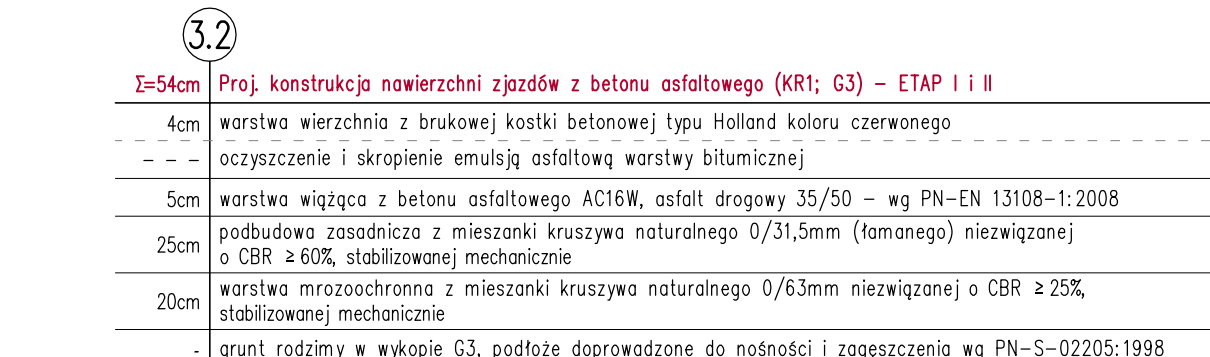 3.2
Σ=54cm Proj. konstrukcja nawierzchni zjazdów z betonu asfaltowego (KR1; G3) – ETAP I i II
4cm warstwa wierzchnia z brukowej kostki betonowej typu Holland koloru czerwonego
– – – oczyszczenie i skropienie emulsją asfaltową warstwy bitumicznej
5cm warstwa wiążąca z betonu asfaltowego AC16W, asfalt drogowy 35/50 – wg PN-EN 13108-1:2008
25cm podbudowa zasadnicza z mieszanki kruszywa naturalnego 0/31,5mm (łamanego) niezwiązanej
o CBR ≥60%, stabilizowanej mechanicznie
20cm warstwa mrozoochronna z mieszanki kruszywa naturalnego 0/63mm niezwiązanej o CBR ≥25%,
stabilizowanej mechanicznie
- grunt rodzimy w wykopie G3, podłoże doprowadzone do nośności i zagęszczenia wg PN-S-02205:1998